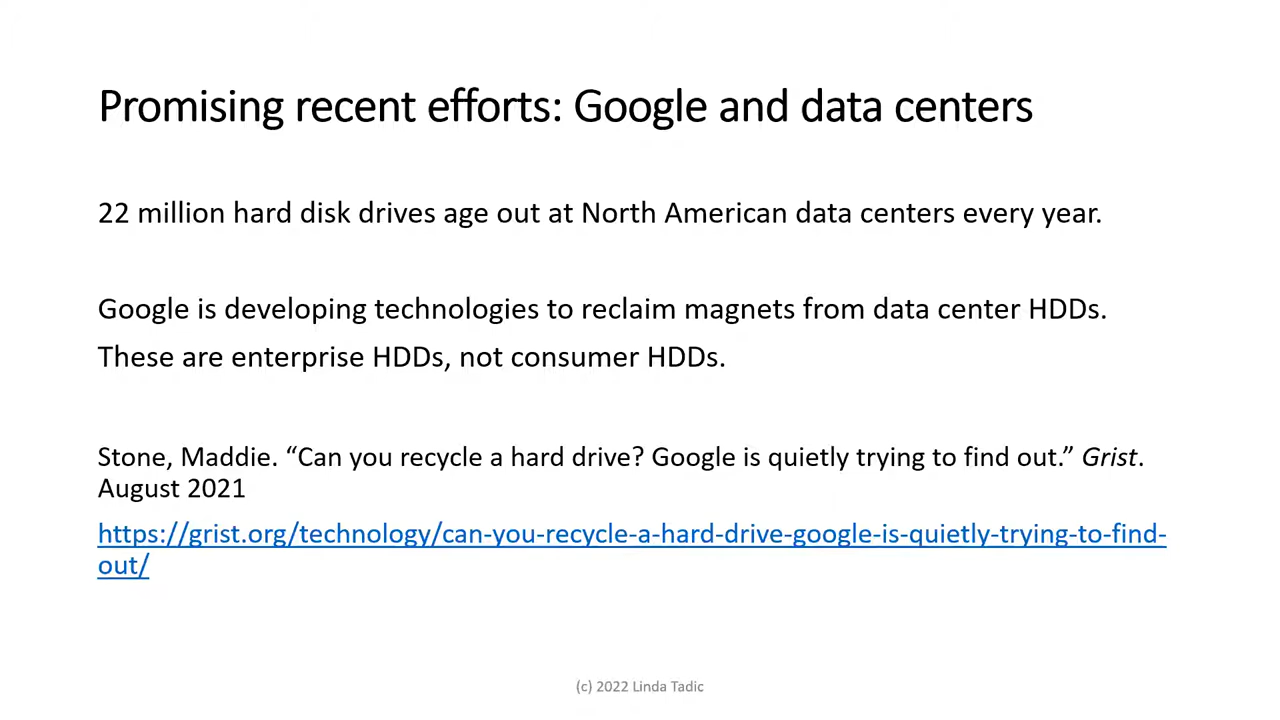 Promising recent efforts: Google and data centers
22 million hard disk drives age out at North American data centers every year.
Google is developing technologies to reclaim magnets from data center HDDs.
These are enterprise HDDs, not consumer HDDs.
Stone, Maddie. “Can you recycle a hard drive? Google is quietly trying to find out.” Grist.
August 2021
https://grist.org/technology/can-you-recycle-a-hard-drive-google-is-quietly-trying-to-find-
out/
(c) 2022 Linda Tadic